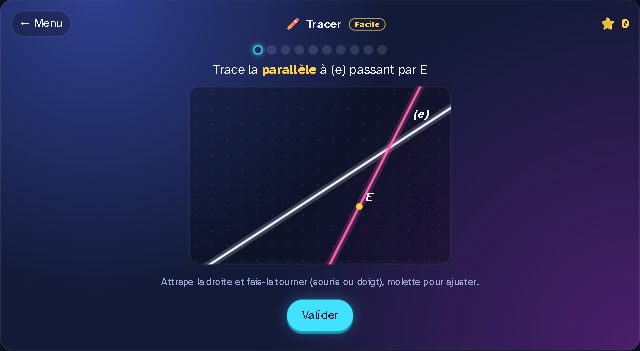 ← Menu
Tracer
Facile
0
Trace la parallèle à (e) passant par E
(e)
E
Attrape la droite et fais-la tourner (souris ou doigt), molette pour ajuster.
Valider